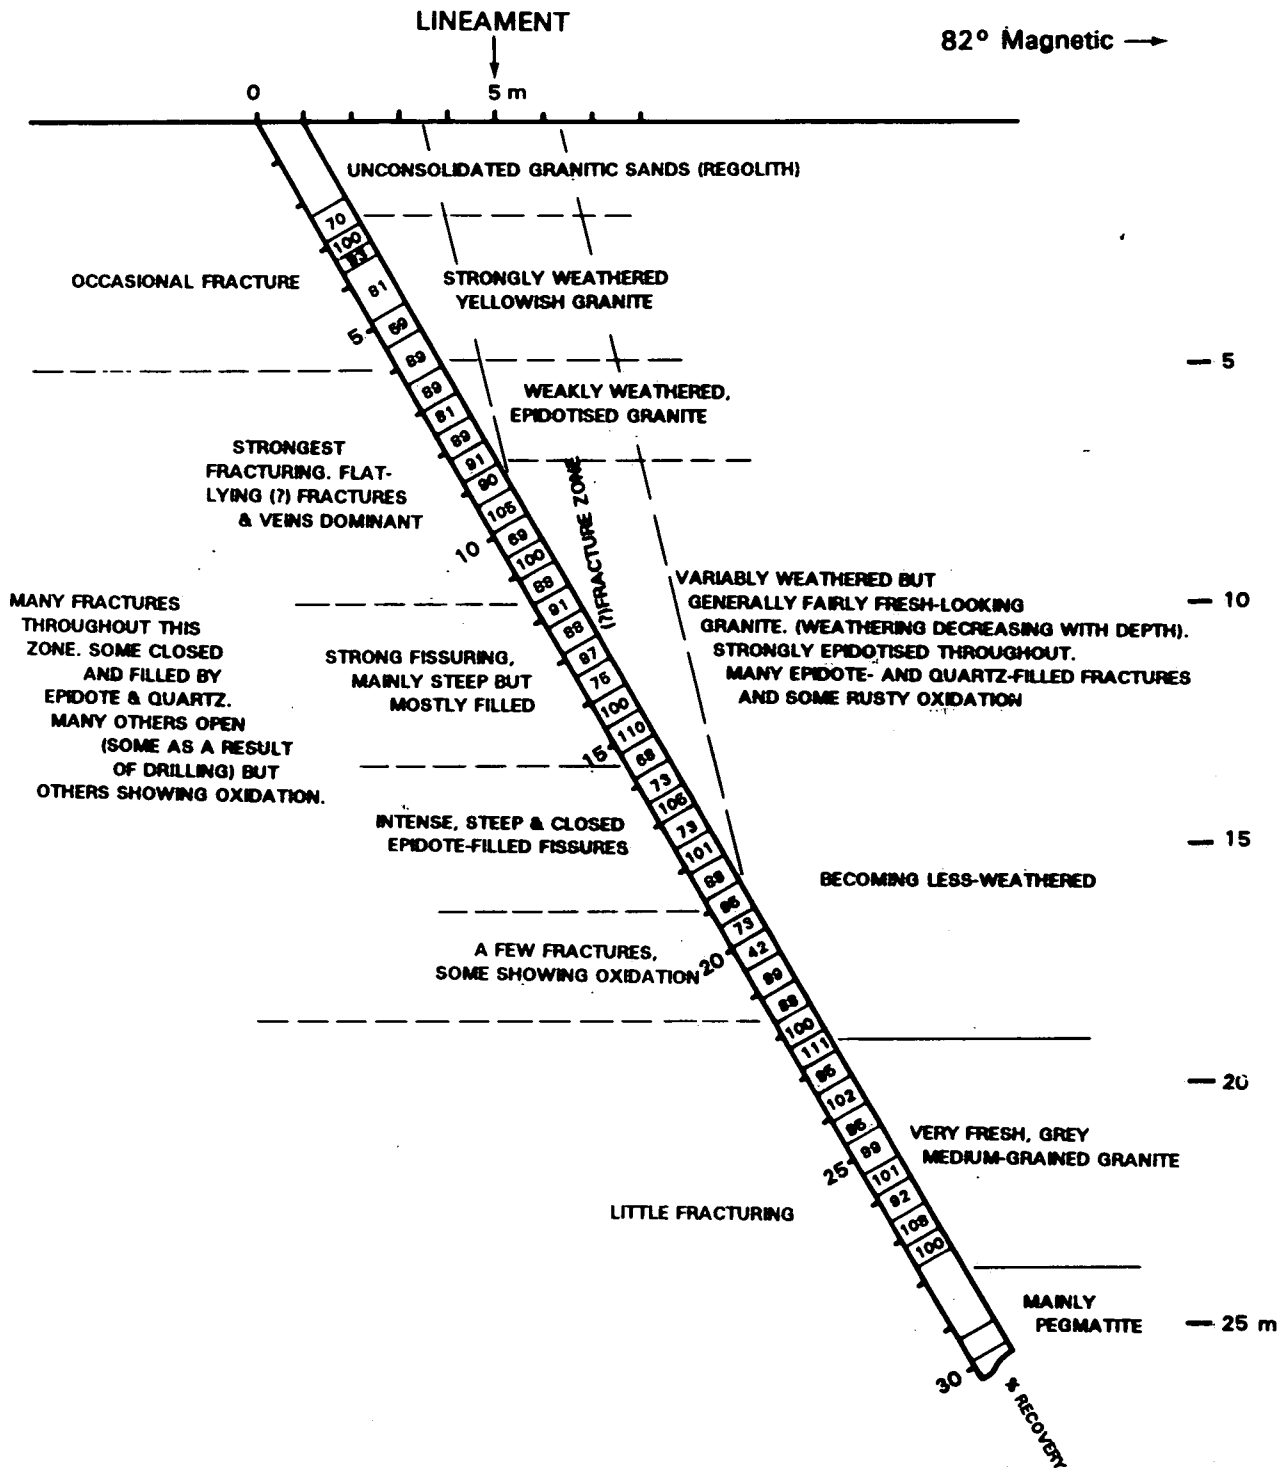 LINEAMENT
82° Magnetic
0
5 m
UNCONSOLIDATED GRANITIC SANDS (REGOLITH)
70
100
OCCASIONAL FRACTURE
STRONGLY WEATHERED
YELLOWISH GRANITE
81
69
5
89
5
WEAKLY WEATHERED,
EPIDOTISED GRANITE
89
81
89
91
90
105
69
100
88
91
88
97
75
100
110
68
73
106
73
101
88
95
73
42
99
88
100
111
95
102
95
89
101
92
108
100
STRONGEST
FRACTURING. FLAT-
LYING (?) FRACTURES
& VEINS DOMINANT
10
(?)FRACTURE ZONE
MANY FRACTURES
THROUGHOUT THIS
ZONE. SOME CLOSED
AND FILLED BY
EPIDOTE & QUARTZ.
MANY OTHERS OPEN
(SOME AS A RESULT
OF DRILLING) BUT
OTHERS SHOWING OXIDATION.
STRONG FISSURING,
MAINLY STEEP BUT
MOSTLY FILLED
VARIABLY WEATHERED BUT
GENERALLY FAIRLY FRESH-LOOKING
GRANITE. (WEATHERING DECREASING WITH DEPTH).
STRONGLY EPIDOTISED THROUGHOUT.
MANY EPIDOTE- AND QUARTZ-FILLED FRACTURES
AND SOME RUSTY OXIDATION
10
15
INTENSE, STEEP & CLOSED
EPIDOTE-FILLED FISSURES
15
BECOMING LESS-WEATHERED
A FEW FRACTURES,
SOME SHOWING OXIDATION
20
20
VERY FRESH, GREY
MEDIUM-GRAINED GRANITE
25
LITTLE FRACTURING
MAINLY
PEGMATITE
25 m
30
% RECOVERY